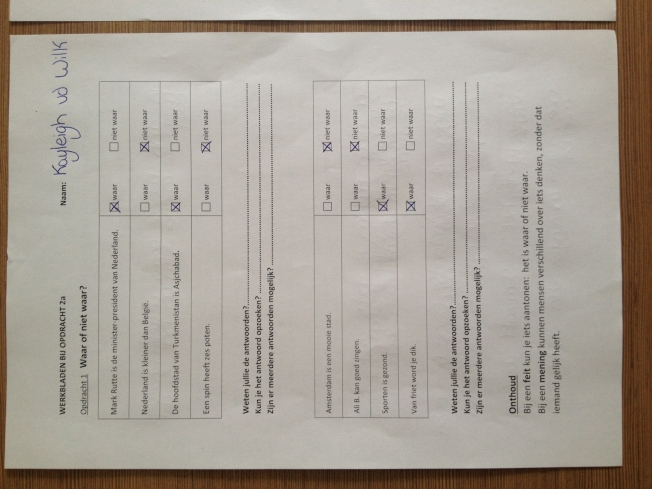 WERKBLADEN BIJ OPDRACHT 2a Naam: Kayleigh vd Wilk
Opdracht 1 Waar of niet waar?
Mark Rutte is de minister-president van Nederland. ☒ waar ☐ niet waar
Nederland is kleiner dan België. ☐ waar ☒ niet waar
De hoofdstad van Turkmenistan is Asjchabad. ☒ waar ☐ niet waar
Een spin heeft zes poten. ☐ waar ☒ niet waar
Weten jullie de antwoorden?
Kun je het antwoord opzoeken?
Zijn er meerdere antwoorden mogelijk?
Amsterdam is een mooie stad. ☐ waar ☒ niet waar
Ali B. kan goed zingen. ☐ waar ☒ niet waar
Sporten is gezond. ☒ waar ☐ niet waar
Van friet word je dik. ☒ waar ☐ niet waar
Weten jullie de antwoorden?
Kun je het antwoord opzoeken?
Zijn er meerdere antwoorden mogelijk?
Onthoud
Bij een feit kun je iets aantonen: het is waar of niet waar.
Bij een mening kunnen mensen verschillend over iets denken, zonder dat
iemand gelijk heeft.